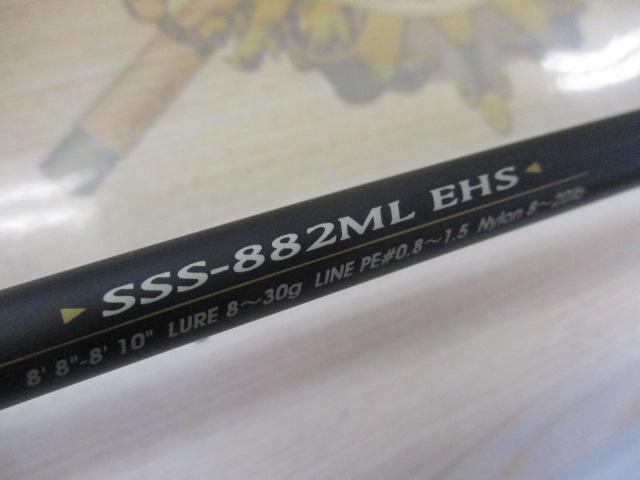 SSS-882ML EHS
8' 8"-8' 10" LURE 8~30g LINE PE#0.8~1.5 Nylon 8~20lb